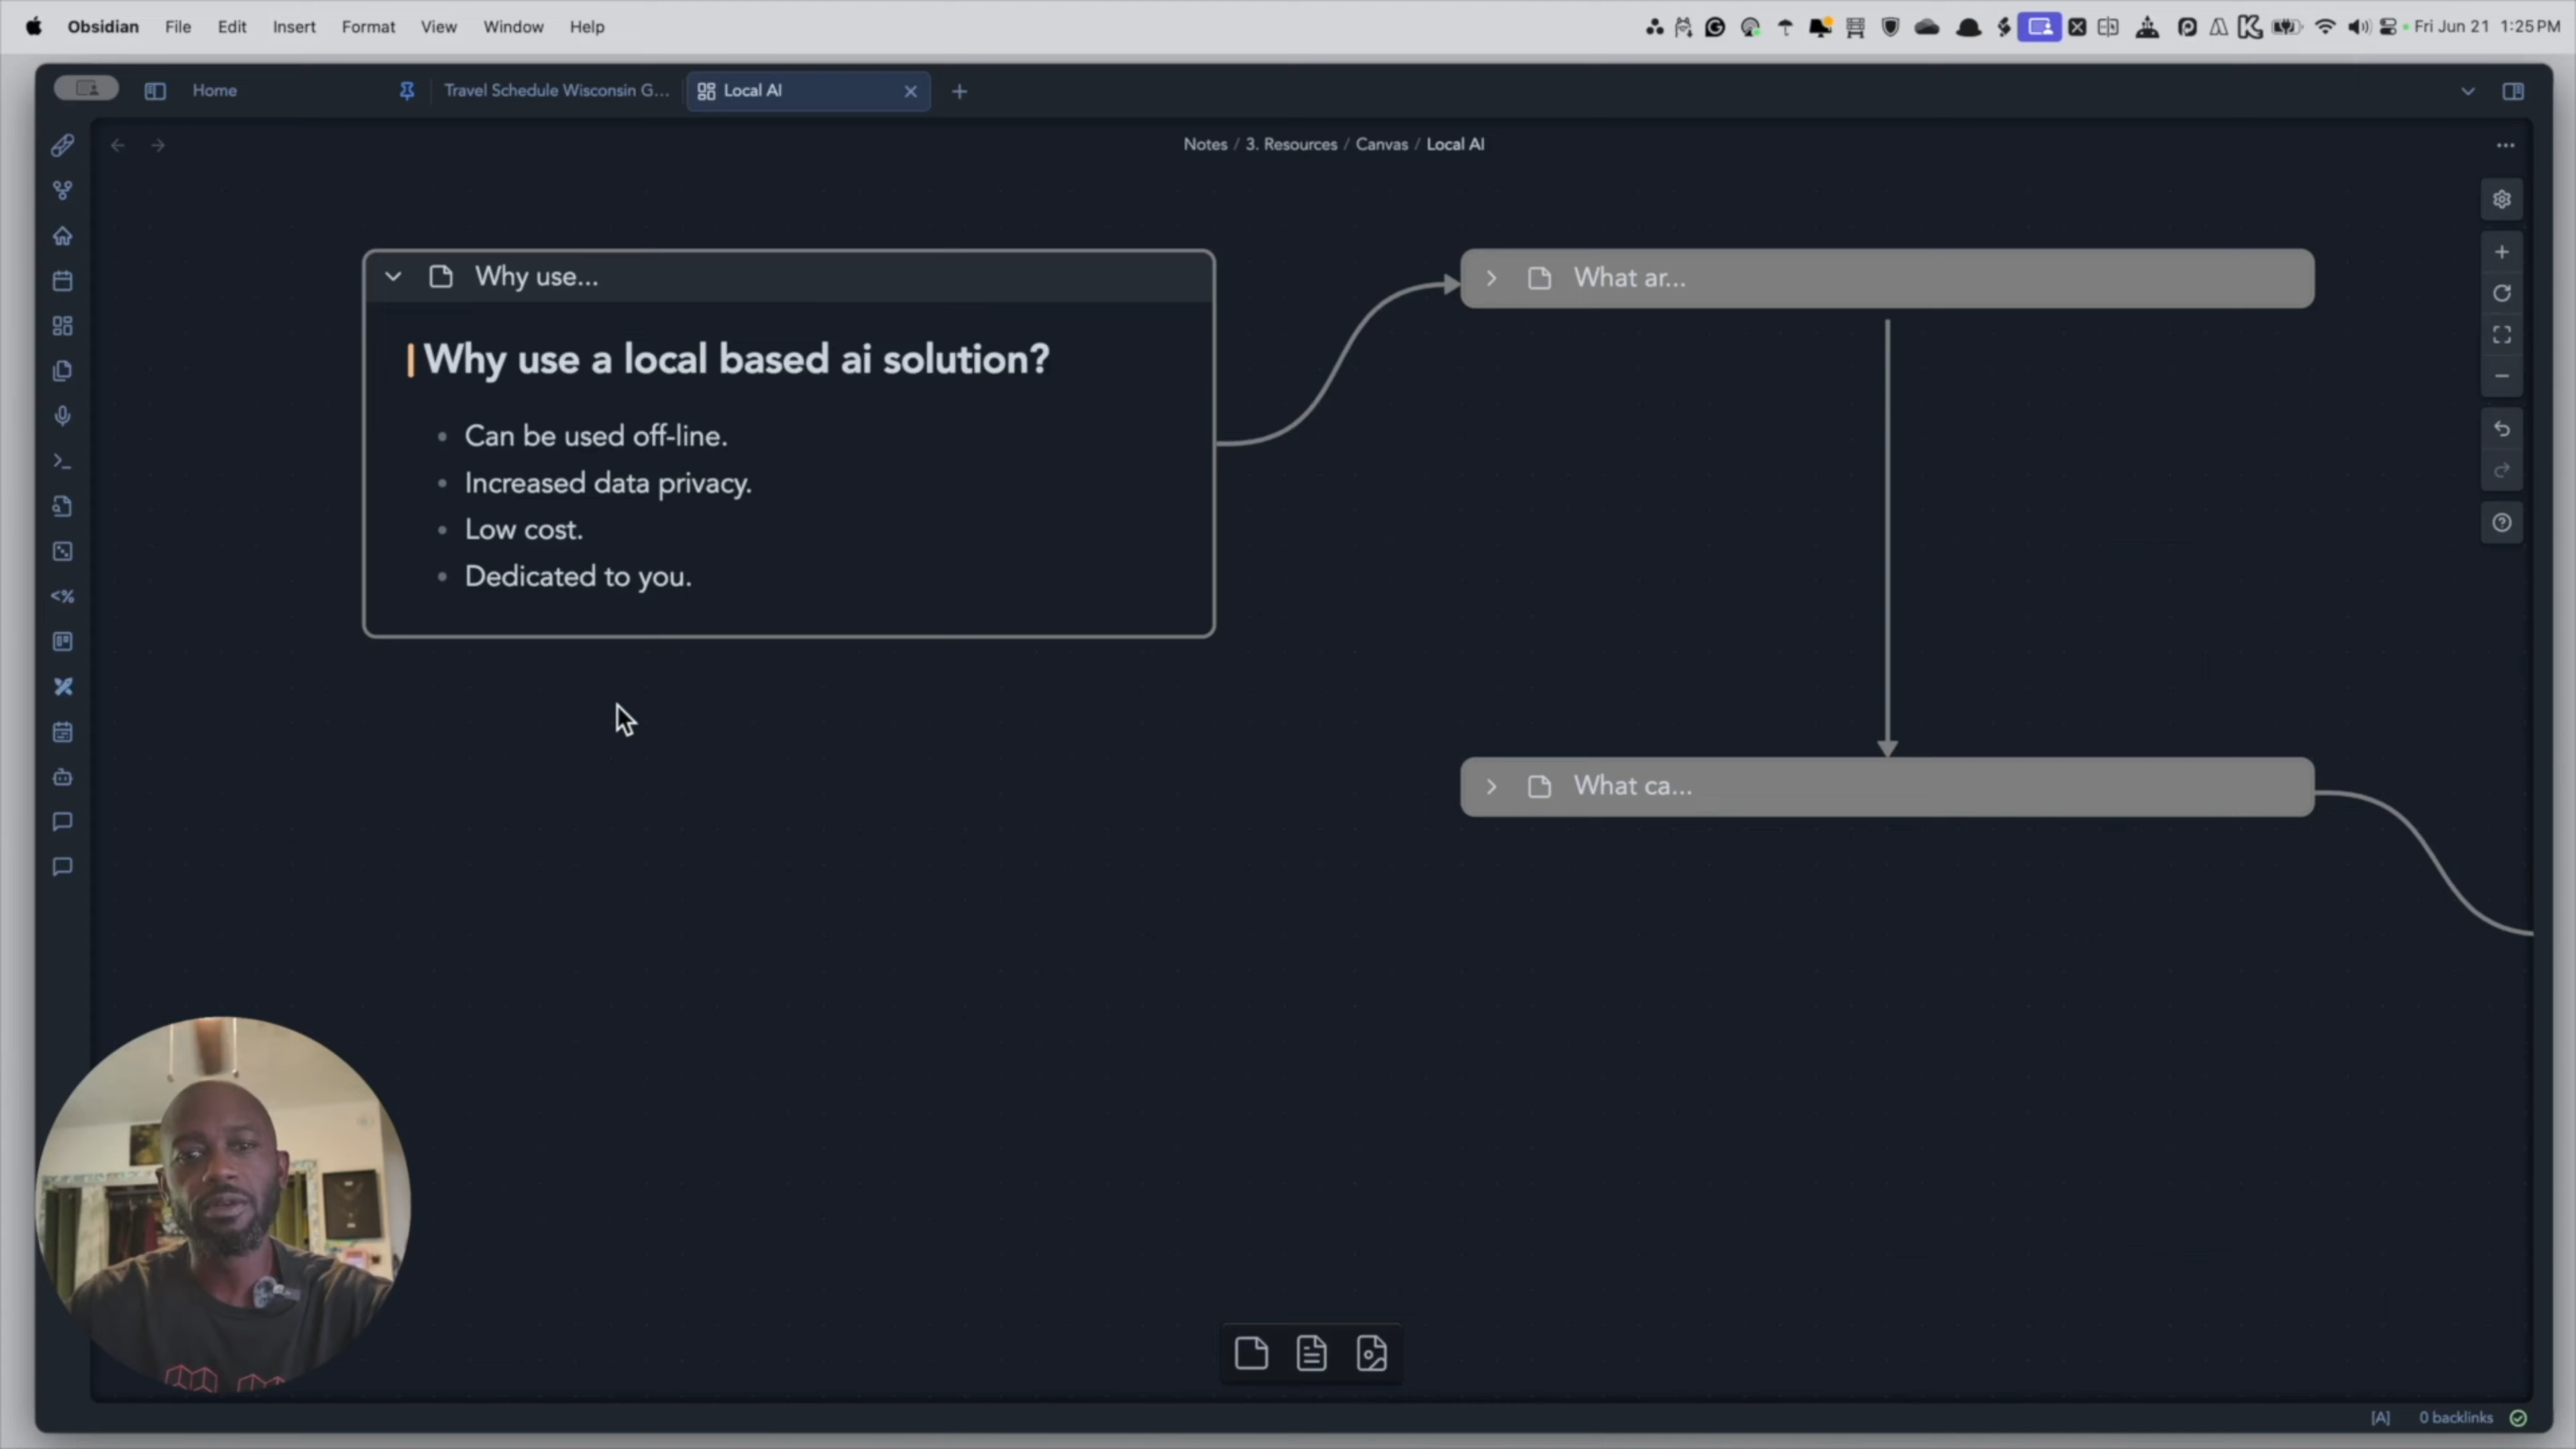 Obsidian File Edit Insert Format View Window Help Fri Jun 21 1:25 PM
Home Travel Schedule Wisconsin G... Local AI
Notes / 3. Resources / Canvas / Local AI
Why use...
Why use a local based ai solution?
• Can be used off-line.
• Increased data privacy.
• Low cost.
• Dedicated to you.
What ar...
What ca...
[A] 0 backlinks